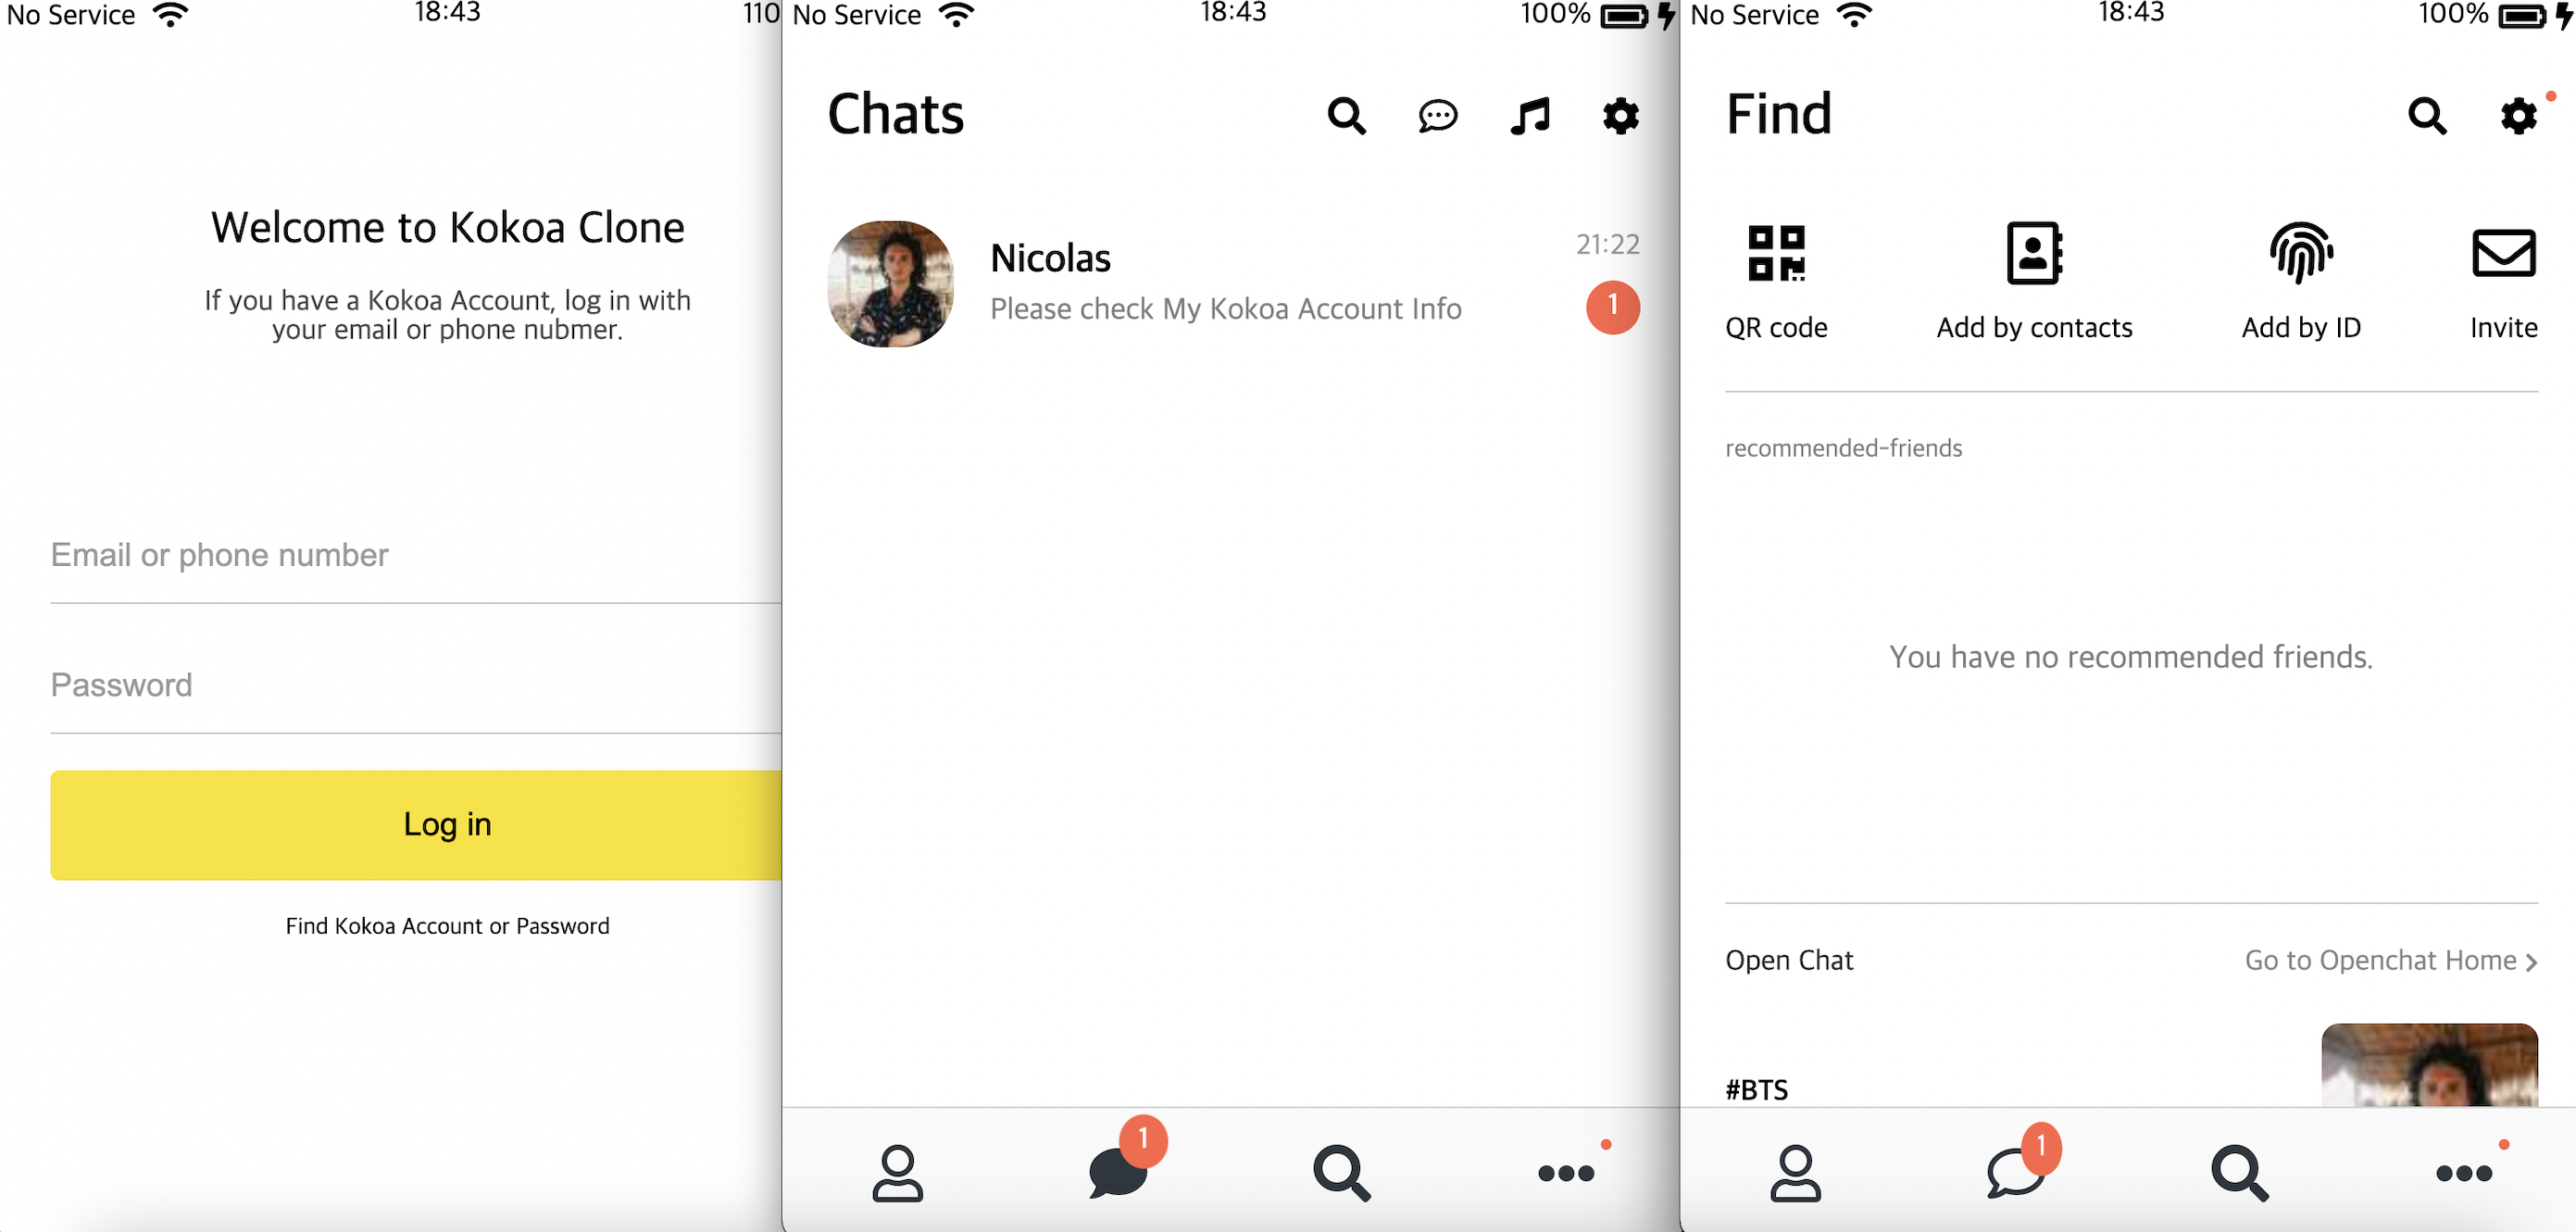 No Service
18:43
110
Welcome to Kokoa Clone
If you have a Kokoa Account, log in with
your email or phone nubmer.
Email or phone number
Password
Log in
Find Kokoa Account or Password
No Service
18:43
100%
Chats
Nicolas
21:22
Please check My Kokoa Account Info
1
1
No Service
18:43
100%
Find
QR code
Add by contacts
Add by ID
Invite
recommended-friends
You have no recommended friends.
Open Chat
Go to Openchat Home
#BTS
1